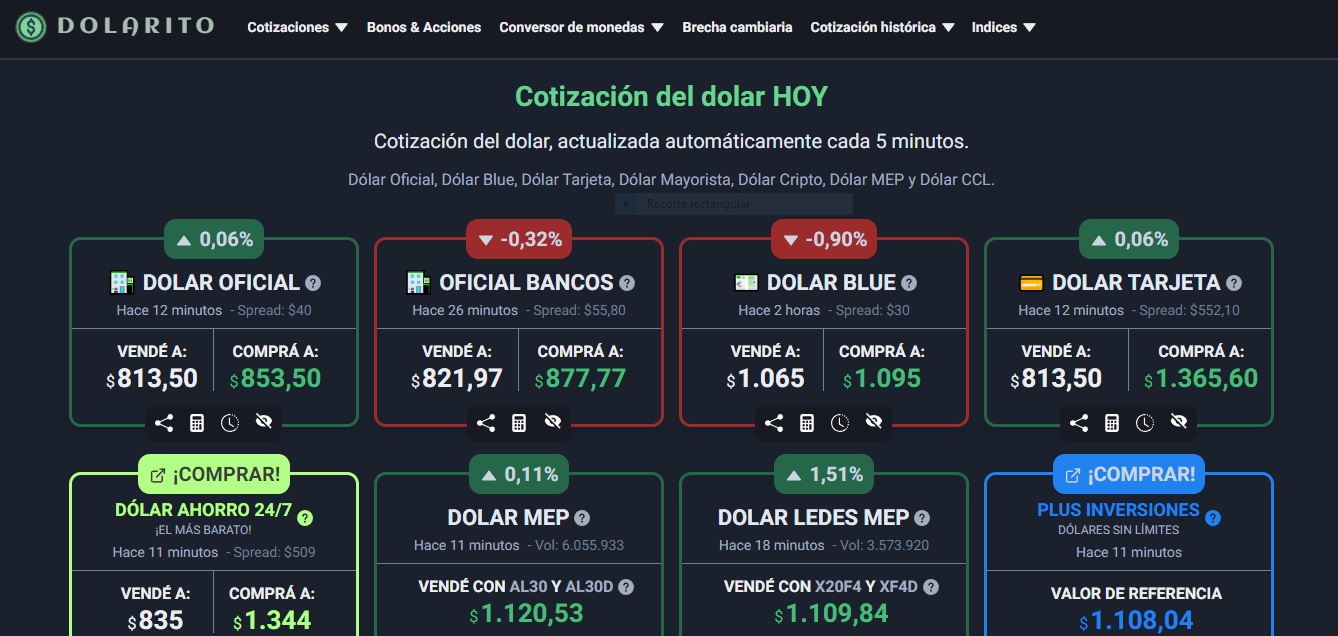 DOLARITO
Cotizaciones ▼ Bonos & Acciones Conversor de monedas ▼ Brecha cambiaria Cotización histórica ▼ Indices ▼
Cotización del dolar HOY
Cotización del dolar, actualizada automáticamente cada 5 minutos.
Dólar Oficial, Dólar Blue, Dólar Tarjeta, Dólar Mayorista, Dólar Cripto, Dólar MEP y Dólar CCL.
Recorte rectangular
▲ 0,06%
DOLAR OFICIAL ?
Hace 12 minutos - Spread: $40
VENDÉ A: COMPRÁ A:
$813,50 $853,50
▼ -0,32%
OFICIAL BANCOS ?
Hace 26 minutos - Spread: $55,80
VENDÉ A: COMPRÁ A:
$821,97 $877,77
▼ -0,90%
DOLAR BLUE ?
Hace 2 horas - Spread: $30
VENDÉ A: COMPRÁ A:
$1.065 $1.095
▲ 0,06%
DOLAR TARJETA ?
Hace 12 minutos - Spread: $552,10
VENDÉ A: COMPRÁ A:
$813,50 $1.365,60
¡COMPRAR!
DÓLAR AHORRO 24/7 ?
¡EL MÁS BARATO!
Hace 11 minutos - Spread: $509
VENDÉ A: COMPRÁ A:
$835 $1.344
▲ 0,11%
DOLAR MEP ?
Hace 11 minutos - Vol: 6.055.933
VENDÉ CON AL30 Y AL30D ?
$1.120,53
▲ 1,51%
DOLAR LEDES MEP ?
Hace 18 minutos - Vol: 3.573.920
VENDÉ CON X20F4 Y XF4D ?
$1.109,84
¡COMPRAR!
PLUS INVERSIONES ?
DÓLARES SIN LÍMITES
Hace 11 minutos
VALOR DE REFERENCIA
$1.108,04